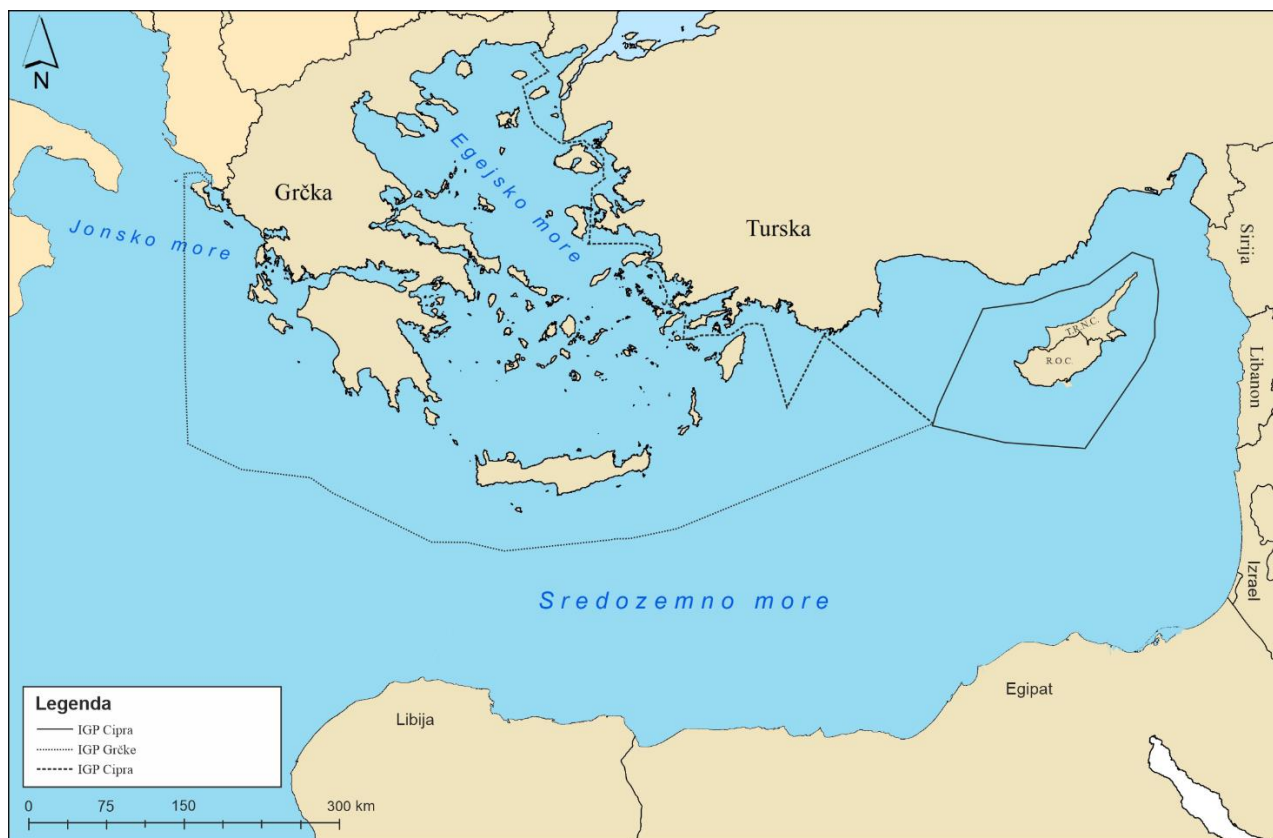 N
Egejsko more
Grčka
Jonsko more
Turska
Sirija
T.R.N.C.
R.O.C.
Libanon
Izrael
Sredozemno more
Egipat
Libija
Legenda
IGP Cipra
IGP Grčke
IGP Cipra
0 75 150 300 km